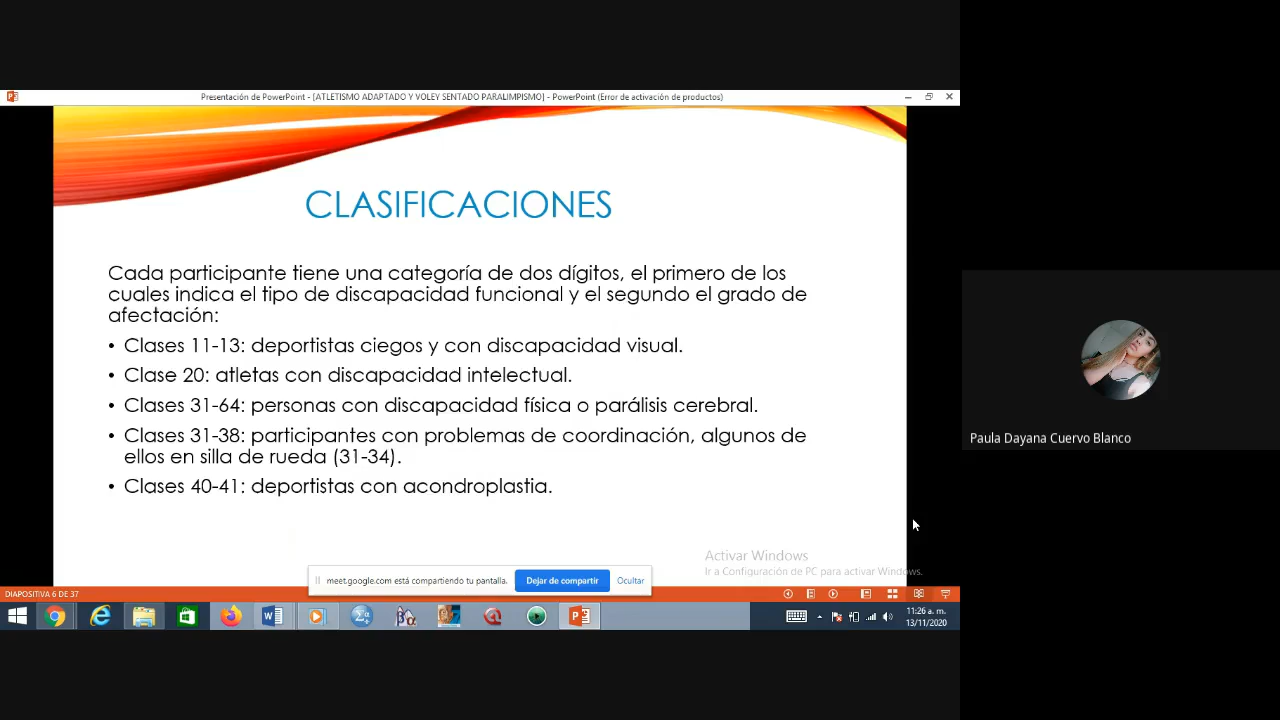 Presentación de PowerPoint - [ATLETISMO ADAPTADO Y VOLEY SENTADO PARALIMPISMO] - PowerPoint (Error de activación de productos)
CLASIFICACIONES
Cada participante tiene una categoría de dos dígitos, el primero de los
cuales indica el tipo de discapacidad funcional y el segundo el grado de
afectación:
• Clases 11-13: deportistas ciegos y con discapacidad visual.
• Clase 20: atletas con discapacidad intelectual.
• Clases 31-64: personas con discapacidad física o parálisis cerebral.
• Clases 31-38: participantes con problemas de coordinación, algunos de
ellos en silla de rueda (31-34).
• Clases 40-41: deportistas con acondroplastia.
Paula Dayana Cuervo Blanco
Activar Windows
Ir a Configuración de PC para activar Windows.
meet.google.com está compartiendo tu pantalla.
Dejar de compartir
Ocultar
DIAPOSITIVA 6 DE 37
11:26 a. m.
13/11/2020